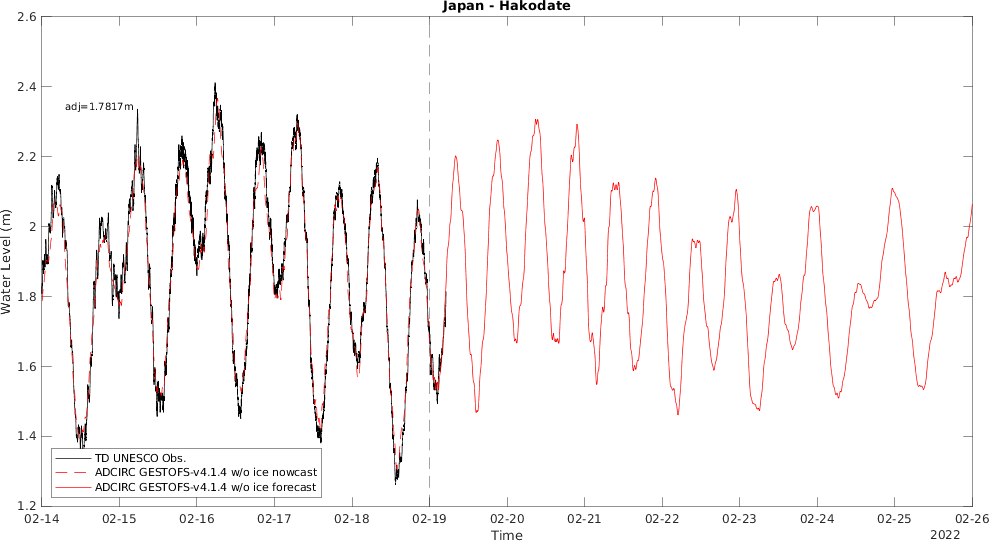 Japan - Hakodate
2.6
2.4
2.2
2
1.8
1.6
1.4
1.2
Water Level (m)
adj=1.7817m
TD UNESCO Obs.
ADCIRC GESTOFS-v4.1.4 w/o ice nowcast
ADCIRC GESTOFS-v4.1.4 w/o ice forecast
02-14 02-15 02-16 02-17 02-18 02-19 02-20 02-21 02-22 02-23 02-24 02-25 02-26
Time
2022